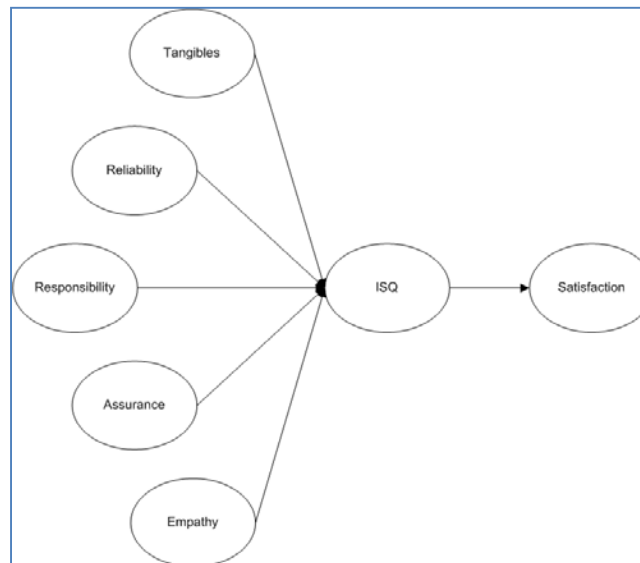 Tangibles
Reliability
Responsibility
ISQ
Satisfaction
Assurance
Empathy